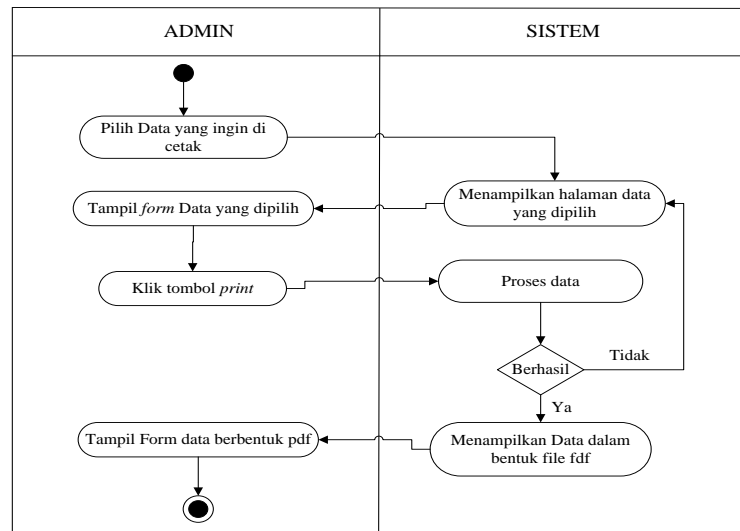 ADMIN
SISTEM
Pilih Data yang ingin di
cetak
Menampilkan halaman data
yang dipilih
Tampil form Data yang dipilih
Klik tombol print
Proses data
Berhasil
Tidak
Ya
Menampilkan Data dalam
bentuk file fdf
Tampil Form data berbentuk pdf